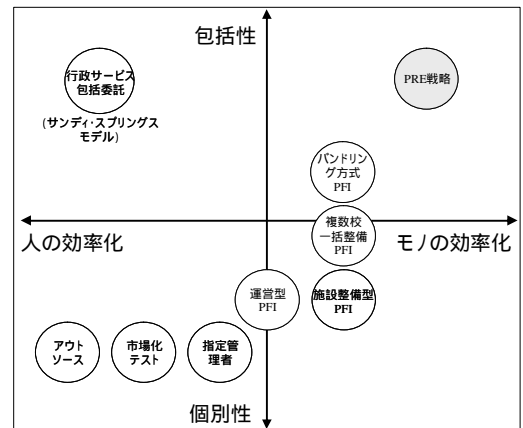 包括性
行政サービス
包括委託
(サンディ・スプリングス
モデル)
PRE戦略
バンドリン
グ方式
PFI
人の効率化
モノの効率化
複数校
一括整備
PFI
運営型
PFI
施設整備型
PFI
アウト
ソース
市場化
テスト
指定管
理者
個別性